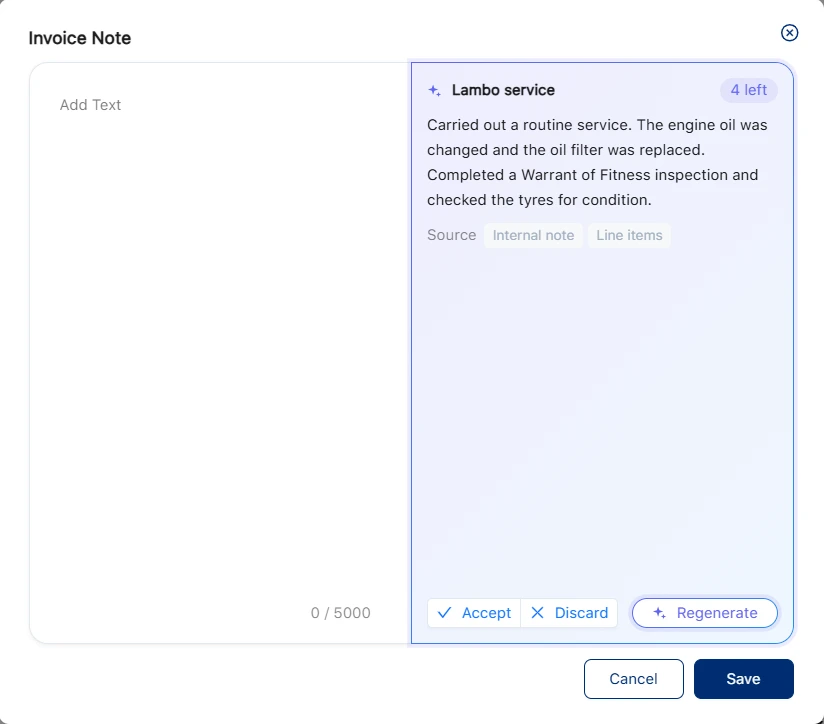 Invoice Note
Add Text
0 / 5000
Lambo service
4 left
Carried out a routine service. The engine oil was
changed and the oil filter was replaced.
Completed a Warrant of Fitness inspection and
checked the tyres for condition.
Source Internal note Line items
Accept Discard Regenerate
Cancel Save